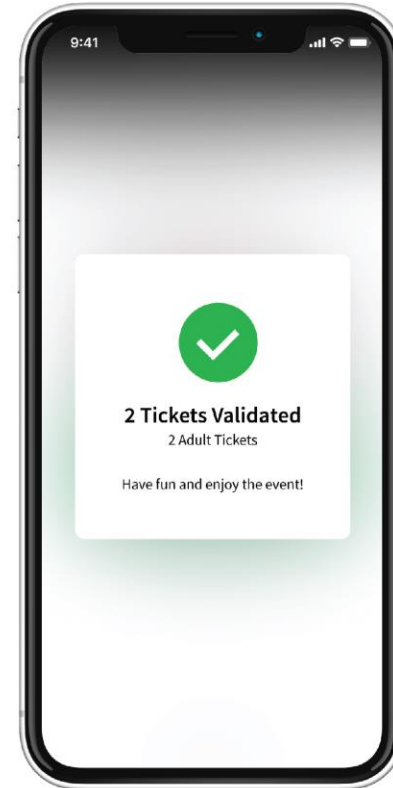 9:41
2 Tickets Validated
2 Adult Tickets
Have fun and enjoy the event!